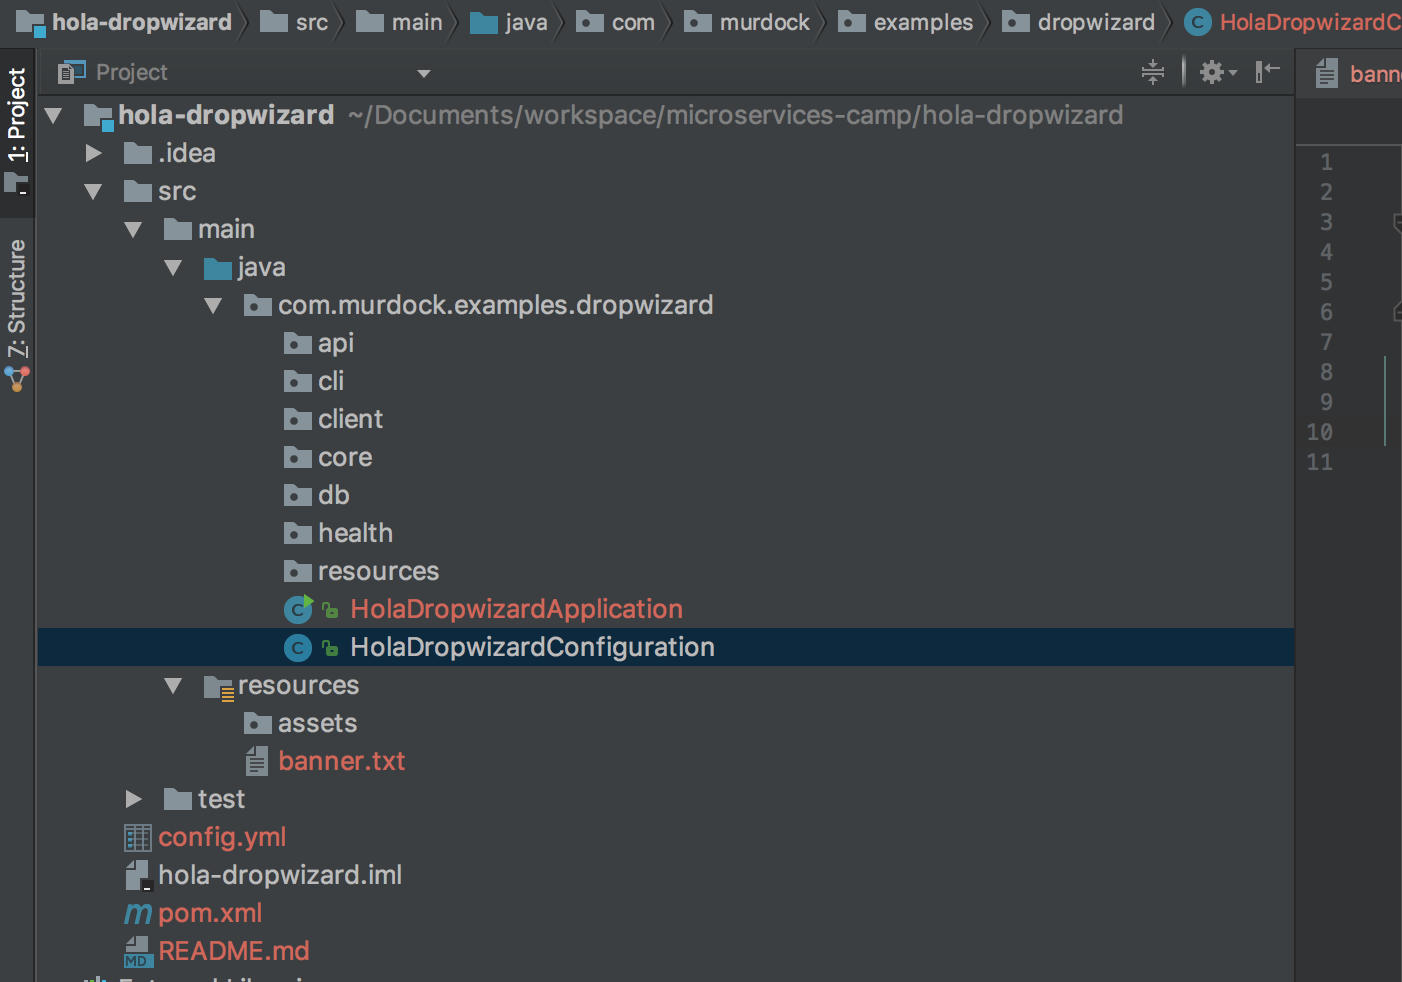 hola-dropwizard src main java com murdock examples dropwizard HolaDropwizardC
1: Project
7: Structure
Project
hola-dropwizard ~/Documents/workspace/microservices-camp/hola-dropwizard
.idea
src
main
java
com.murdock.examples.dropwizard
api
cli
client
core
db
health
resources
HolaDropwizardApplication
HolaDropwizardConfiguration
resources
assets
banner.txt
test
config.yml
hola-dropwizard.iml
pom.xml
MD README.md
bann
1
2
3
4
5
6
7
8
9
10
11